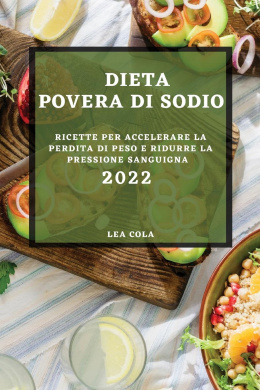 DIETA
POVERA DI SODIO
RICETTE PER ACCELERARE LA
PERDITA DI PESO E RIDURRE LA
PRESSIONE SANGUIGNA
2022
LEA COLA